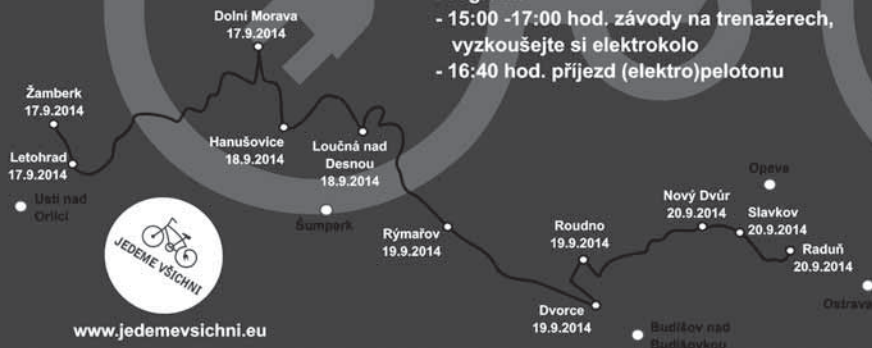 - 15:00 -17:00 hod. závody na trenažerech,
vyzkoušejte si elektrokolo
- 16:40 hod. příjezd (elektro)pelotonu
Dolní Morava
17.9.2014
Žamberk
17.9.2014
Letohrad
17.9.2014
Ústí nad
Orlicí
Hanušovice
18.9.2014
Loučná nad
Desnou
18.9.2014
Šumperk
Rýmařov
19.9.2014
Roudno
19.9.2014
Dvorce
19.9.2014
Nový Dvůr
20.9.2014
Opava
Slavkov
20.9.2014
Raduň
20.9.2014
Ostrava
Budišov nad
Budišovkou
JEDEME VŠICHNI
www.jedemevsichni.eu